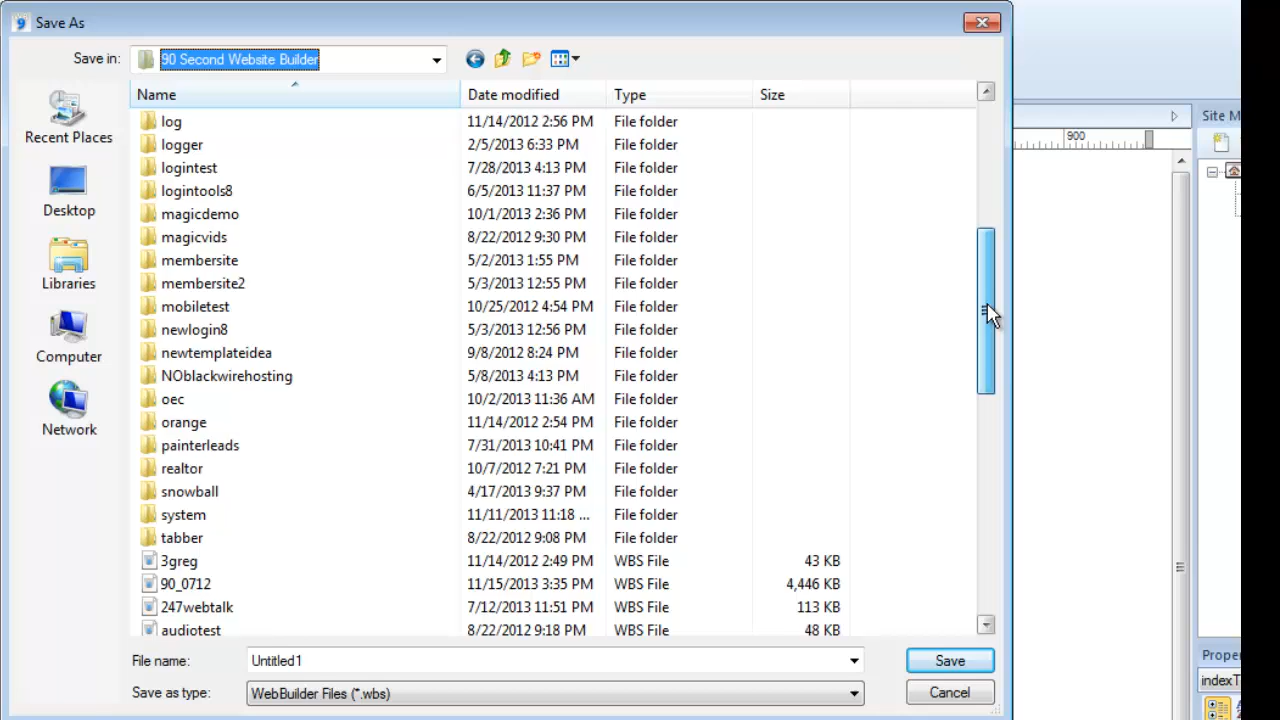 9 Save As
Save in: 90 Second Website Builder
Name Date modified Type Size
log 11/14/2012 2:56 PM File folder
logger 2/5/2013 6:33 PM File folder
logintest 7/28/2013 4:13 PM File folder
logintools8 6/5/2013 11:37 PM File folder
magicdemo 10/1/2013 2:36 PM File folder
magicvids 8/22/2012 9:30 PM File folder
membersite 5/2/2013 1:55 PM File folder
membersite2 5/3/2013 12:55 PM File folder
mobiletest 10/25/2012 4:54 PM File folder
newlogin8 5/3/2013 12:56 PM File folder
newtemplateidea 9/8/2012 8:24 PM File folder
NOblackwirehosting 5/8/2013 4:13 PM File folder
oec 10/2/2013 11:36 AM File folder
orange 11/14/2012 2:54 PM File folder
painterleads 7/31/2013 10:41 PM File folder
realtor 10/7/2012 7:21 PM File folder
snowball 4/17/2013 9:37 PM File folder
system 11/11/2013 11:18 ... File folder
tabber 8/22/2012 9:08 PM File folder
3greg 11/14/2012 2:49 PM WBS File 43 KB
90_0712 11/15/2013 3:35 PM WBS File 4,446 KB
247webtalk 7/12/2013 11:51 PM WBS File 113 KB
audiotest 8/22/2012 9:18 PM WBS File 48 KB
Recent Places
Desktop
Libraries
Computer
Network
File name: Untitled1 Save
Save as type: WebBuilder Files (*.wbs) Cancel
900
Site M
Prope
indexT